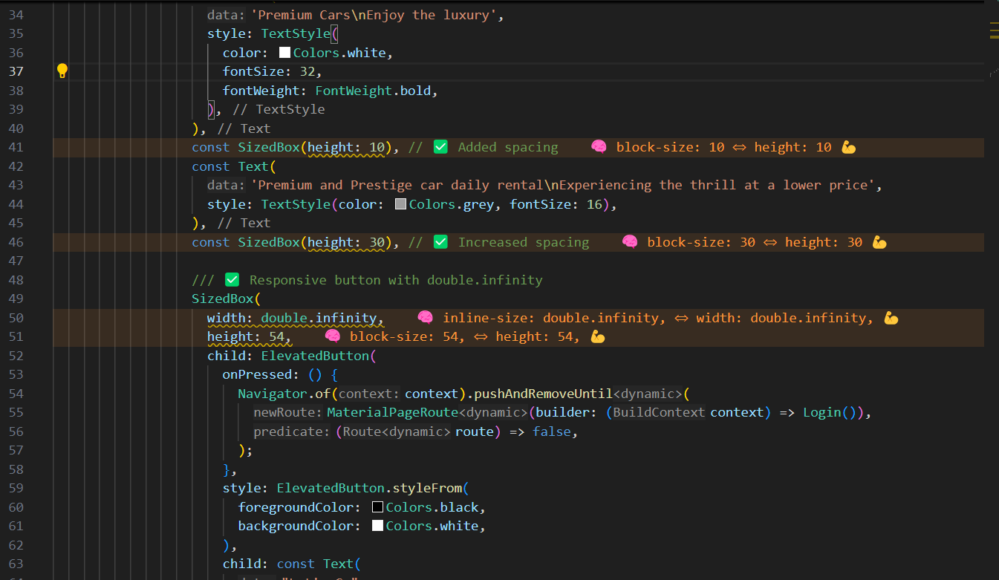 34 data: 'Premium Cars\nEnjoy the luxury',
35 style: TextStyle(
36 color: Colors.white,
37 fontSize: 32,
38 fontWeight: FontWeight.bold,
39 ), // TextStyle
40 ), // Text
41 const SizedBox(height: 10), // ✅ Added spacing 🧠 block-size: 10 ⇔ height: 10 💪
42 const Text(
43 data: 'Premium and Prestige car daily rental\nExperiencing the thrill at a lower price',
44 style: TextStyle(color: Colors.grey, fontSize: 16),
45 ), // Text
46 const SizedBox(height: 30), // ✅ Increased spacing 🧠 block-size: 30 ⇔ height: 30 💪
47
48 /// ✅ Responsive button with double.infinity
49 SizedBox(
50 width: double.infinity, 🧠 inline-size: double.infinity, ⇔ width: double.infinity, 💪
51 height: 54, 🧠 block-size: 54, ⇔ height: 54, 💪
52 child: ElevatedButton(
53 onPressed: () {
54 Navigator.of(context: context).pushAndRemoveUntil<dynamic>(
55 newRoute: MaterialPageRoute<dynamic>(builder: (BuildContext context) => Login()),
56 predicate: (Route<dynamic> route) => false,
57 );
58 },
59 style: ElevatedButton.styleFrom(
60 foregroundColor: Colors.black,
61 backgroundColor: Colors.white,
62 ),
63 child: const Text(